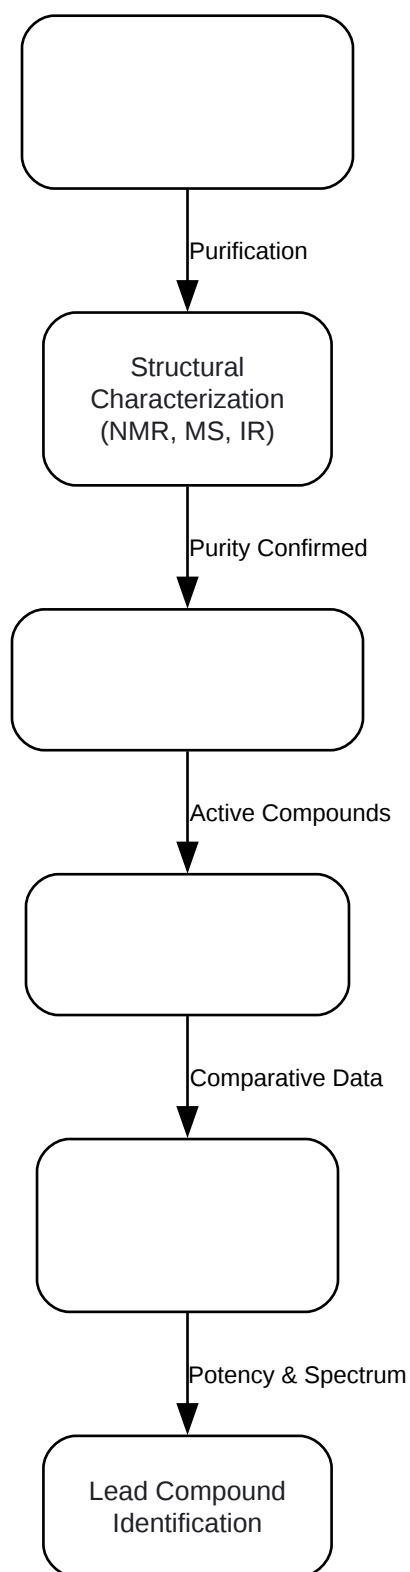 Purification
Structural
Characterization
(NMR, MS, IR)
Purity Confirmed
Active Compounds
Comparative Data
Potency & Spectrum
Lead Compound
Identification